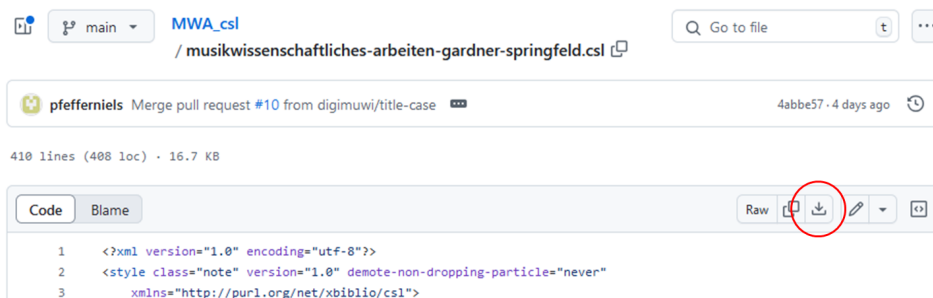 main
MWA_csl
Go to file
t
/ musikwissenschaftliches-arbeiten-gardner-springfeld.csl
pfefferniels Merge pull request #10 from digimuwi/title-case
4abbe57 · 4 days ago
410 lines (408 loc) · 16.7 KB
Code
Blame
Raw
1 <?xml version="1.0" encoding="utf-8"?>
2 <style class="note" version="1.0" demote-non-dropping-particle="never"
3 xmlns="http://purl.org/net/xbiblio/csl">